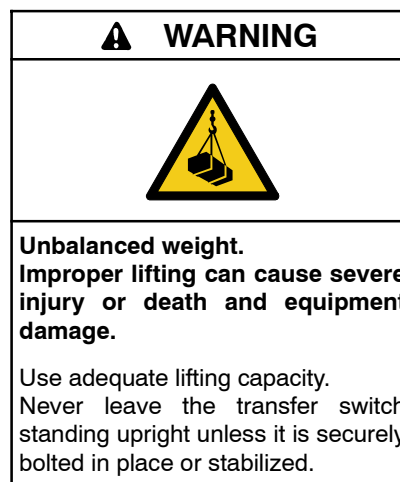 WARNING
Unbalanced weight.
Improper lifting can cause severe
injury or death and equipment
damage.
Use adequate lifting capacity.
Never leave the transfer switch
standing upright unless it is securely
bolted in place or stabilized.